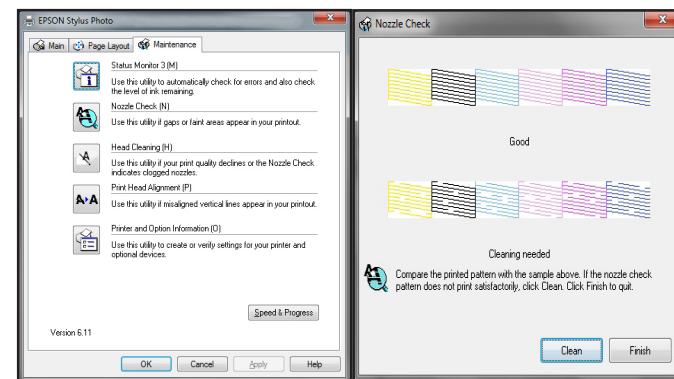 EPSON Stylus Photo
Main
Page Layout
Maintenance
Status Monitor 3 (M)
Use this utility to automatically check for errors and also check
the level of ink remaining.
Nozzle Check (N)
Use this utility if gaps or faint areas appear in your printout.
Head Cleaning (H)
Use this utility if your print quality declines or the Nozzle Check
indicates clogged nozzles.
Print Head Alignment (P)
Use this utility if misaligned vertical lines appear in your printout.
Printer and Option Information (O)
Use this utility to create or verify settings for your printer and
optional devices.
Speed & Progress
Version 6.11
OK
Cancel
Apply
Help
Nozzle Check
Good
Cleaning needed
Compare the printed pattern with the sample above. If the nozzle check
pattern does not print satisfactorily, click Clean. Click Finish to quit.
Clean
Finish